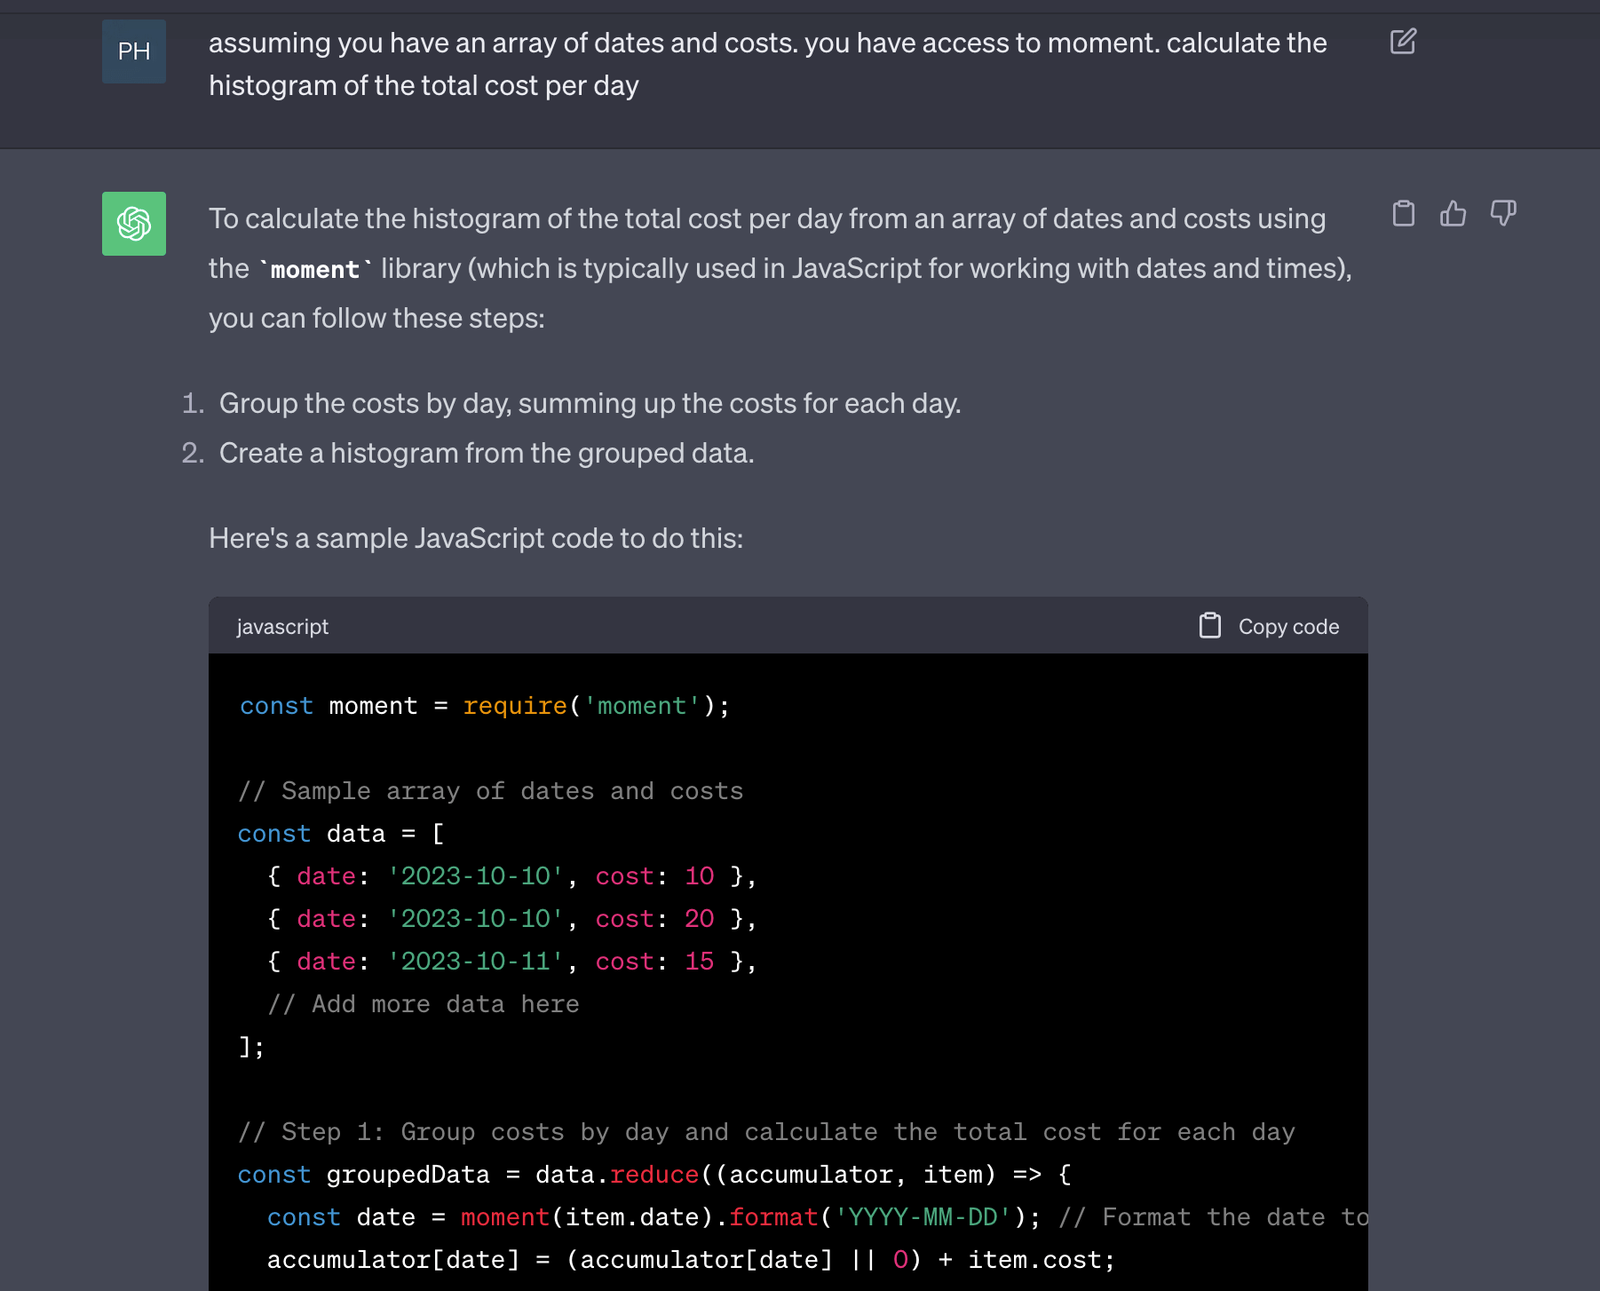 PH
assuming you have an array of dates and costs. you have access to moment. calculate the
histogram of the total cost per day
To calculate the histogram of the total cost per day from an array of dates and costs using
the `moment` library (which is typically used in JavaScript for working with dates and times),
you can follow these steps:
1. Group the costs by day, summing up the costs for each day.
2. Create a histogram from the grouped data.
Here's a sample JavaScript code to do this:
javascript
Copy code
const moment = require('moment');
// Sample array of dates and costs
const data = [
  { date: '2023-10-10', cost: 10 },
  { date: '2023-10-10', cost: 20 },
  { date: '2023-10-11', cost: 15 },
  // Add more data here
];
// Step 1: Group costs by day and calculate the total cost for each day
const groupedData = data.reduce((accumulator, item) => {
  const date = moment(item.date).format('YYYY-MM-DD'); // Format the date to
  accumulator[date] = (accumulator[date] || 0) + item.cost;